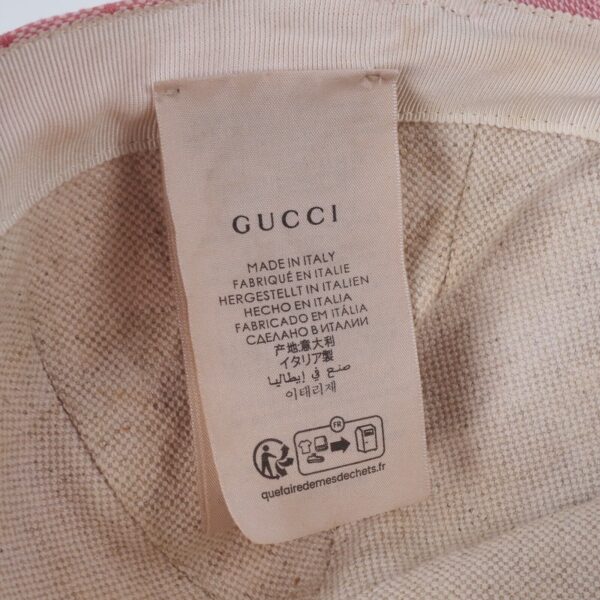 GUCCI
MADE IN ITALY
FABRIQUÉ EN ITALIE
HERGESTELLT IN ITALIEN
HECHO EN ITALIA
FABRICADO EM ITÁLIA
СДЕЛАНО В ИТАЛИИ
产地意大利
イタリア製
صنع في إيطاليا
이태리제
FR
quefairedemesdechets.fr